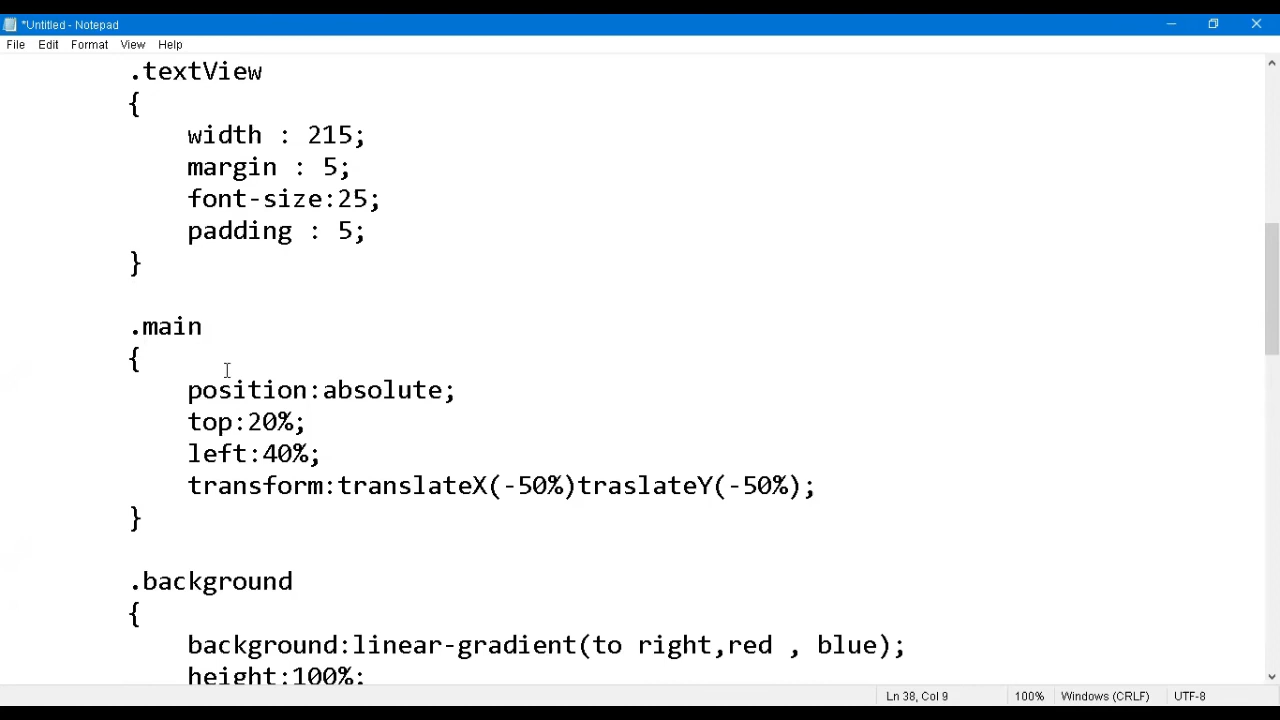 *Untitled - Notepad
File Edit Format View Help
.textView
{
width : 215;
margin : 5;
font-size:25;
padding : 5;
}
.main
{
position:absolute;
top:20%;
left:40%;
transform:translateX(-50%)traslateY(-50%);
}
.background
{
background:linear-gradient(to right,red , blue);
height:100%;
Ln 38, Col 9 100% Windows (CRLF) UTF-8